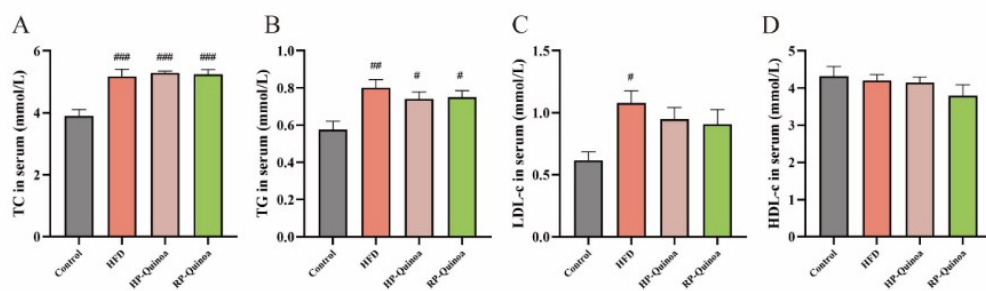 A
TC in serum (mmol/L)
6
4
2
0
###
###
###
Control
HFD
HP-Quinoa
RP-Quinoa
B
TG in serum (mmol/L)
1.0
0.8
0.6
0.4
0.2
0.0
##
#
#
Control
HFD
HP-Quinoa
RP-Quinoa
C
LDL-c in serum (mmol/L)
1.5
1.0
0.5
0.0
#
Control
HFD
HP-Quinoa
RP-Quinoa
D
HDL-c in serum (mmol/L)
5
4
3
2
1
0
Control
HFD
HP-Quinoa
RP-Quinoa